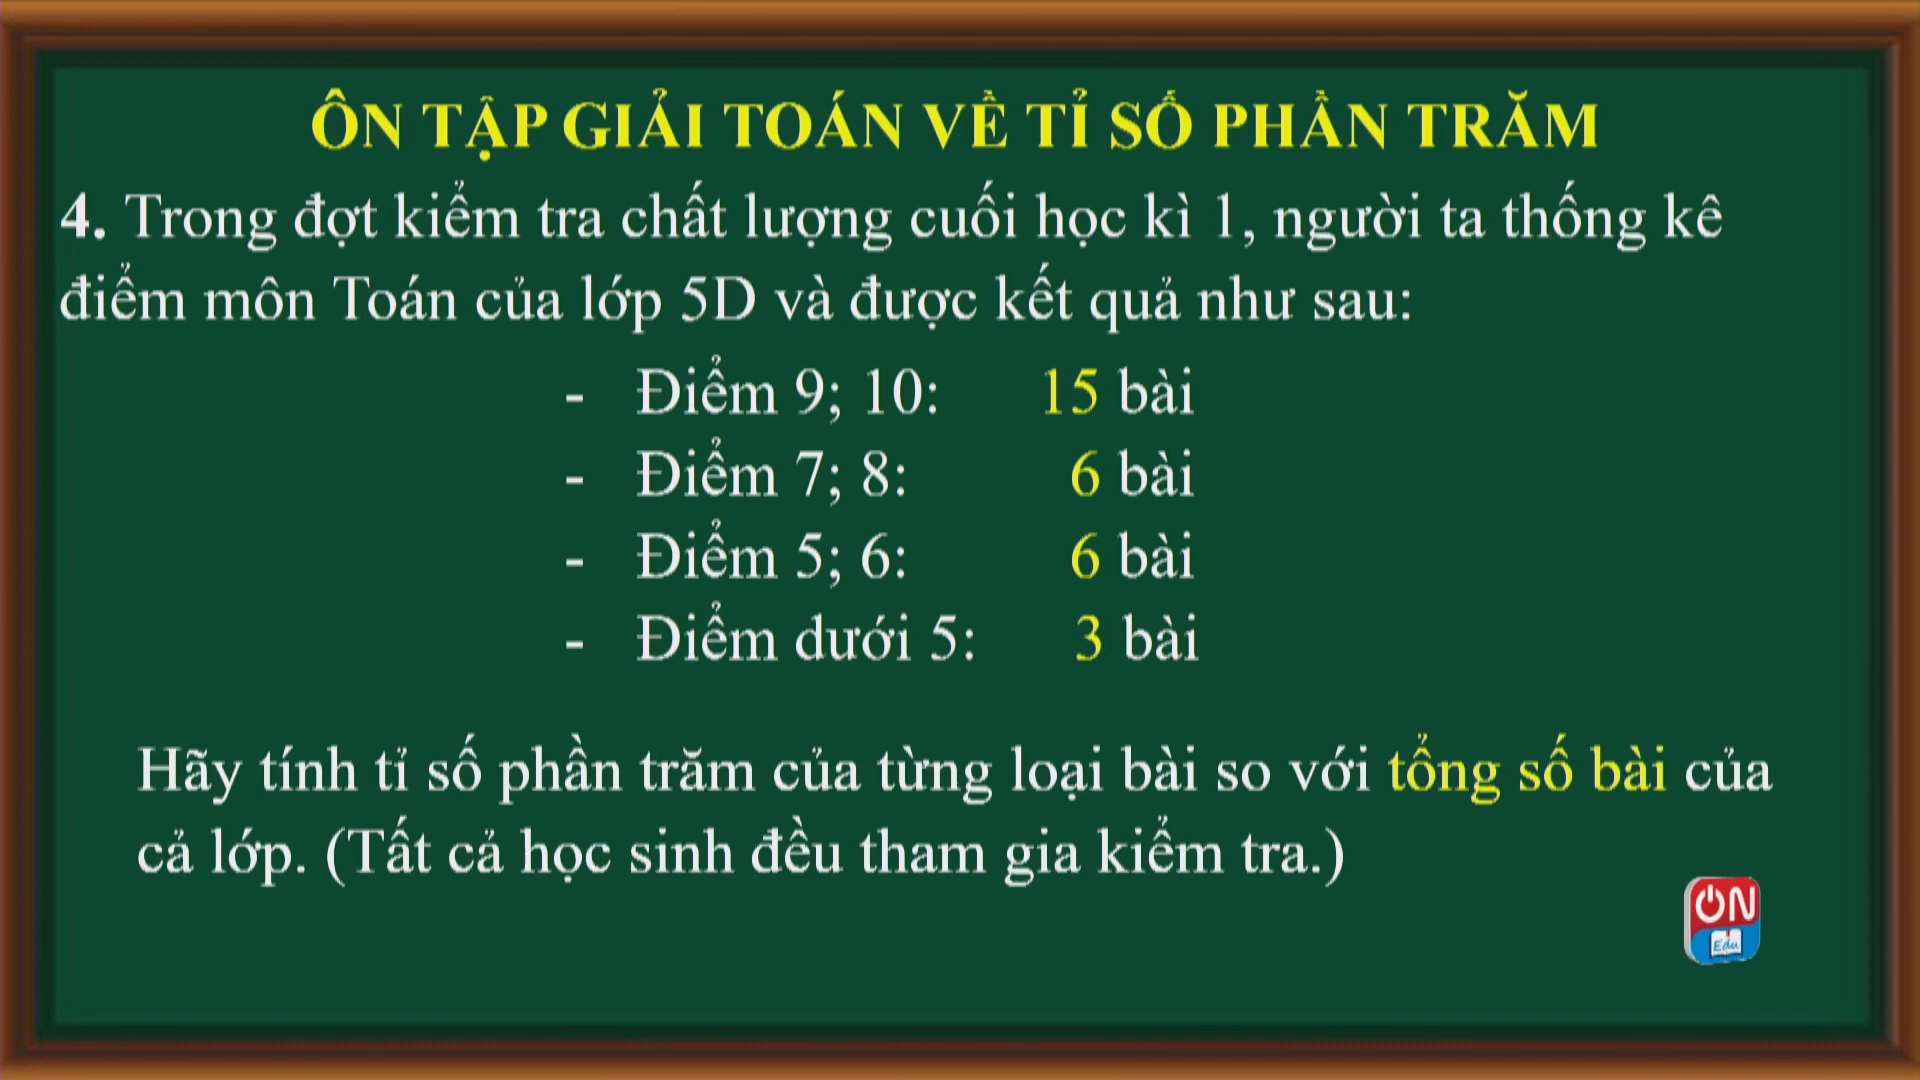 ÔN TẬP GIẢI TOÁN VỀ TỈ SỐ PHẦN TRĂM
4. Trong đợt kiểm tra chất lượng cuối học kì 1, người ta thống kê
điểm môn Toán của lớp 5D và được kết quả như sau:
- Điểm 9; 10: 15 bài
- Điểm 7; 8: 6 bài
- Điểm 5; 6: 6 bài
- Điểm dưới 5: 3 bài
Hãy tính tỉ số phần trăm của từng loại bài so với tổng số bài của
cả lớp. (Tất cả học sinh đều tham gia kiểm tra.)
ON
Edu